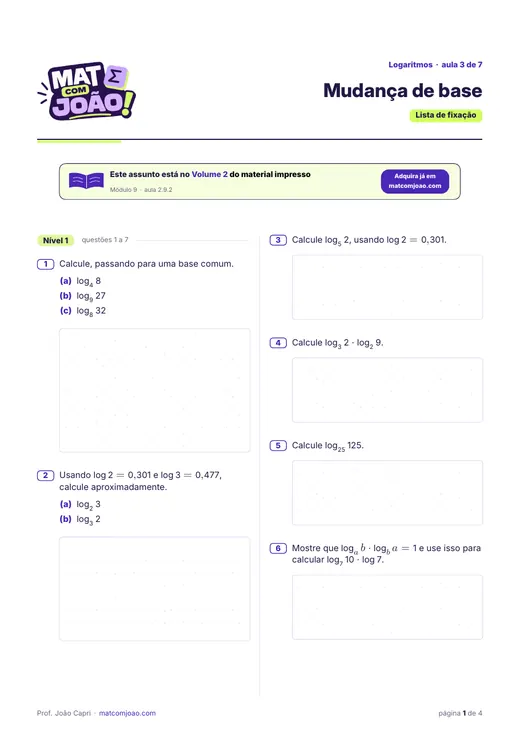 MAT Σ
COM
JOÃO!
Logaritmos · aula 3 de 7
Mudança de base
Lista de fixação
Este assunto está no Volume 2 do material impresso
Módulo 9 · aula 2.9.2
Adquira já em
matcomjoao.com
Nível 1 questões 1 a 7
1 Calcule, passando para uma base comum.
(a) log₄ 8
(b) log₉ 27
(c) log₈ 32
2 Usando log 2 = 0,301 e log 3 = 0,477,
calcule aproximadamente.
(a) log₂ 3
(b) log₃ 2
3 Calcule log₅ 2, usando log 2 = 0,301.
4 Calcule log₃ 2 · log₂ 9.
5 Calcule log₂₅ 125.
6 Mostre que logₐ b · log_b a = 1 e use isso para
calcular log₇ 10 · log 7.
Prof. João Capri · matcomjoao.com
página 1 de 4